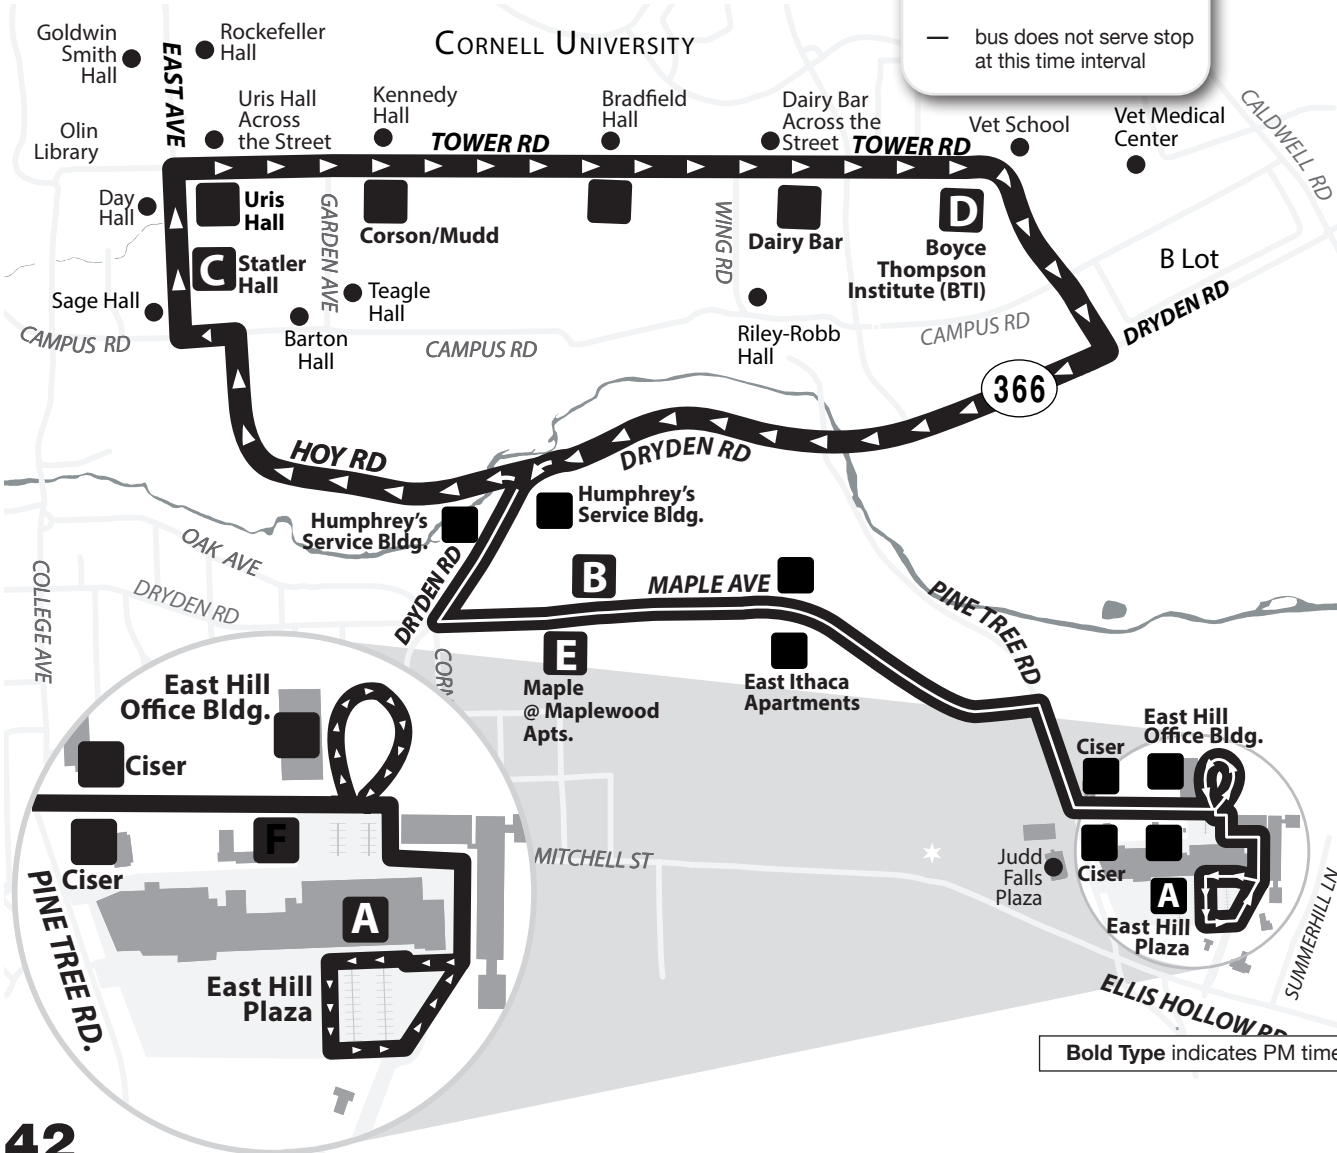 Goldwin
Smith
Hall
EAST AVE
Rockefeller
Hall
CORNELL UNIVERSITY
— bus does not serve stop
at this time interval
Olin
Library
Uris Hall
Across
the Street
Kennedy
Hall
TOWER RD
Bradfield
Hall
Dairy Bar
Across the
Street
TOWER RD
Vet School
Vet Medical
Center
CALDWELL RD
Day
Hall
Uris
Hall
GARDEN AVE
Corson/Mudd
WING RD
Dairy Bar
D
Boyce
Thompson
Institute (BTI)
B Lot
C
Statler
Hall
Sage Hall
Teagle
Hall
Barton
Hall
CAMPUS RD
CAMPUS RD
Riley-Robb
Hall
CAMPUS RD
DRYDEN RD
366
HOY RD
DRYDEN RD
Humphrey's
Service Bldg.
Humphrey's
Service Bldg.
OAK AVE
DRYDEN RD
COLLEGE AVE
DRYDEN RD
B
MAPLE AVE
PINE TREE RD
E
Maple
@ Maplewood
Apts.
East Ithaca
Apartments
CORN
East Hill
Office Bldg.
Ciser
F
Ciser
PINE TREE RD.
A
East Hill
Plaza
MITCHELL ST
East Hill
Office Bldg.
Ciser
Judd
Falls
Plaza
Ciser
A
East Hill
Plaza
SUMMERHILL LN
ELLIS HOLLOW RD
Bold Type indicates PM time
42